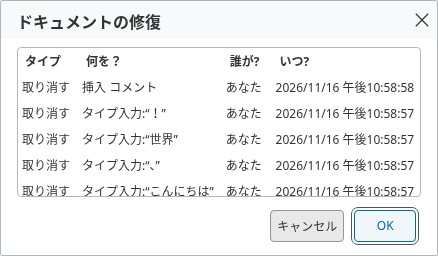 ドキュメントの修復
タイプ 何を？ 誰が? いつ?
取り消す 挿入 コメント あなた 2026/11/16 午後10:58:58
取り消す タイプ入力:“！” あなた 2026/11/16 午後10:58:57
取り消す タイプ入力:“世界” あなた 2026/11/16 午後10:58:57
取り消す タイプ入力:“、” あなた 2026/11/16 午後10:58:57
取り消す タイプ入力:“こんにちは” あなた 2026/11/16 午後10:58:57
キャンセル OK